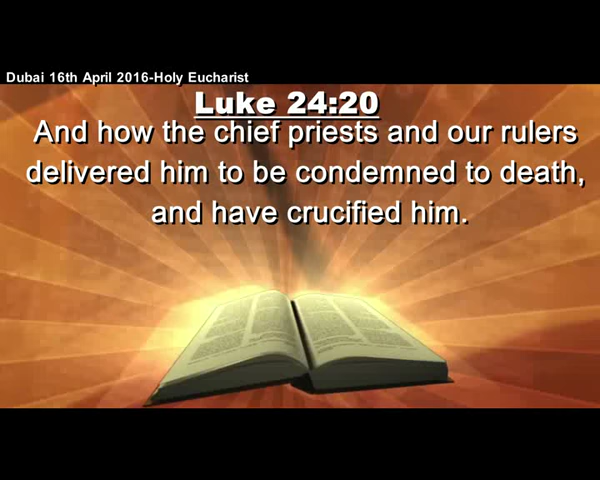 Dubai 16th April 2016-Holy Eucharist
Luke 24:20
And how the chief priests and our rulers
delivered him to be condemned to death,
and have crucified him.